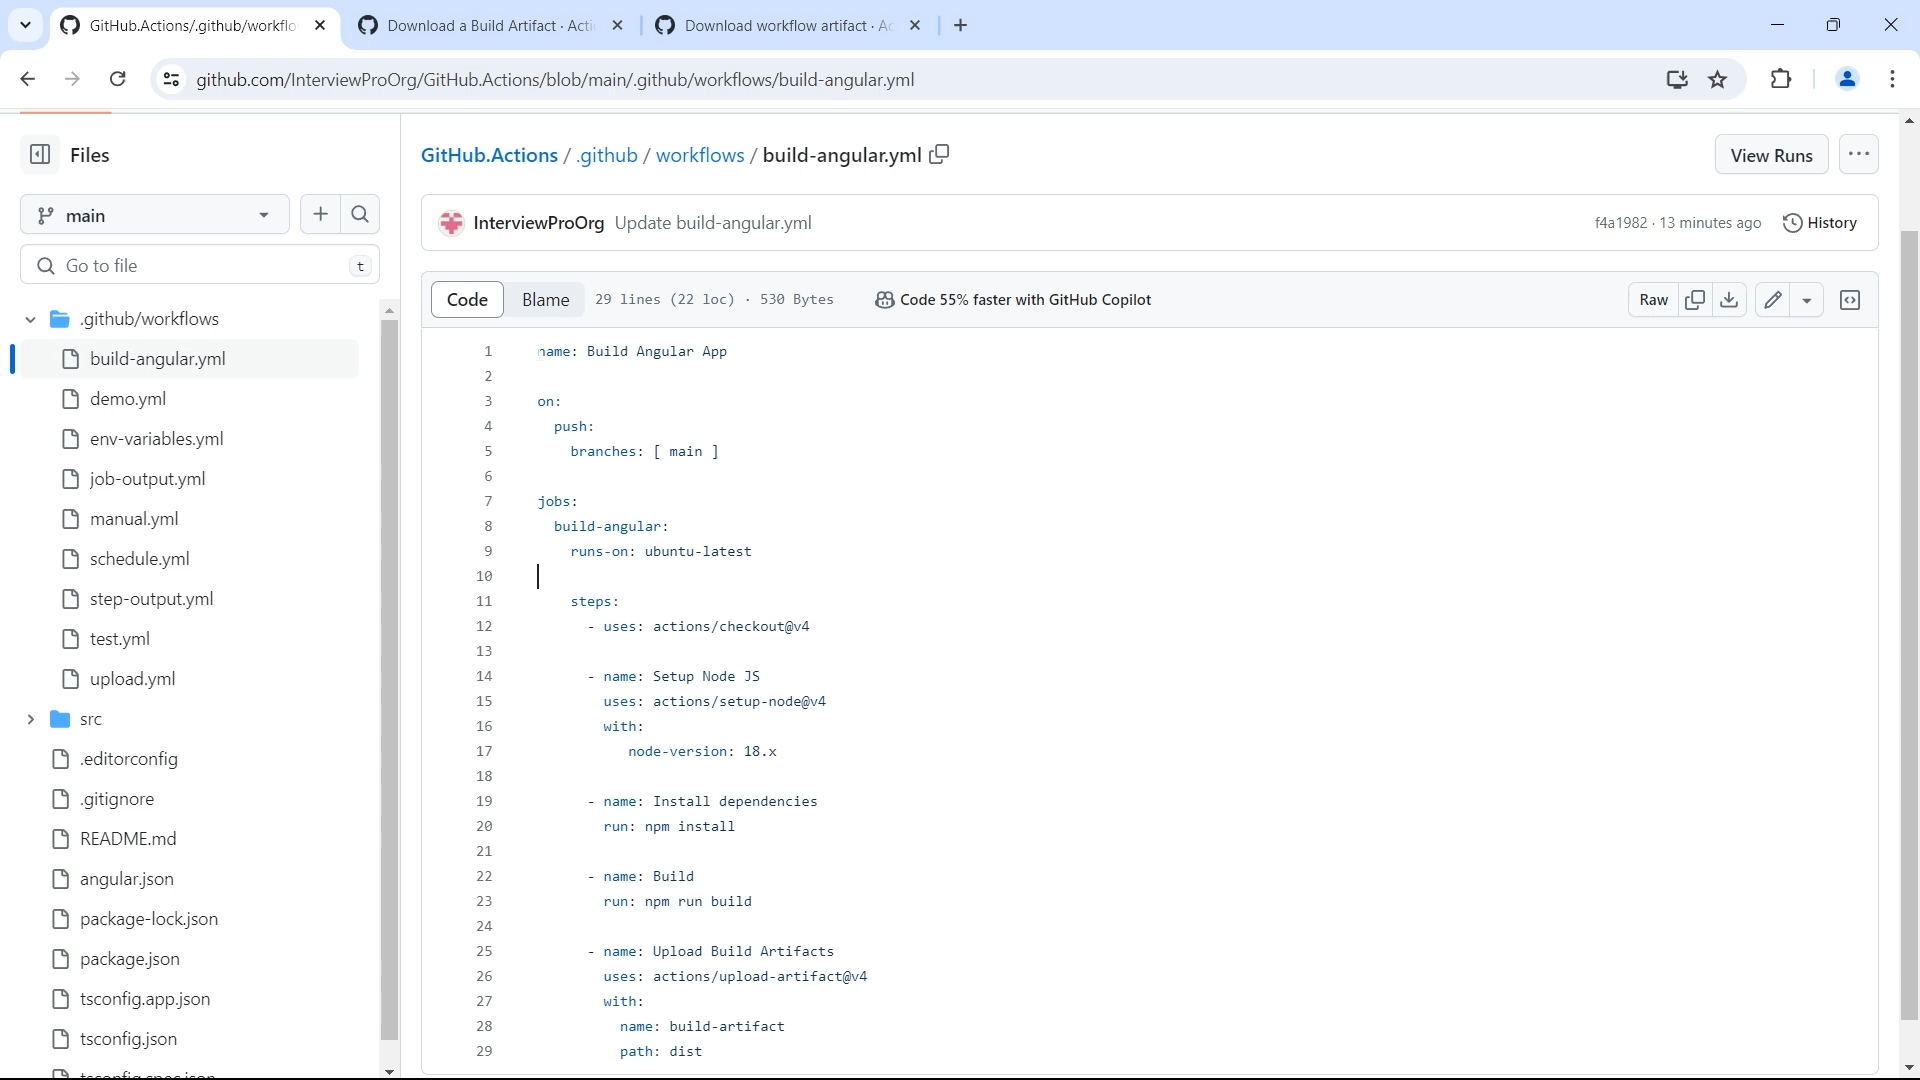 GitHub.Actions/.github/workflo
Download a Build Artifact · Acti
Download workflow artifact · Ac
github.com/InterviewProOrg/GitHub.Actions/blob/main/.github/workflows/build-angular.yml
Files
main
Go to file
t
.github/workflows
build-angular.yml
demo.yml
env-variables.yml
job-output.yml
manual.yml
schedule.yml
step-output.yml
test.yml
upload.yml
src
.editorconfig
.gitignore
README.md
angular.json
package-lock.json
package.json
tsconfig.app.json
tsconfig.json
tsconfig.spec.json
GitHub.Actions / .github / workflows / build-angular.yml
View Runs
InterviewProOrg Update build-angular.yml
f4a1982 · 13 minutes ago
History
Code
Blame
29 lines (22 loc) · 530 Bytes
Code 55% faster with GitHub Copilot
Raw
1 name: Build Angular App
2
3 on:
4 push:
5 branches: [ main ]
6
7 jobs:
8 build-angular:
9 runs-on: ubuntu-latest
10
11 steps:
12 - uses: actions/checkout@v4
13
14 - name: Setup Node JS
15 uses: actions/setup-node@v4
16 with:
17 node-version: 18.x
18
19 - name: Install dependencies
20 run: npm install
21
22 - name: Build
23 run: npm run build
24
25 - name: Upload Build Artifacts
26 uses: actions/upload-artifact@v4
27 with:
28 name: build-artifact
29 path: dist